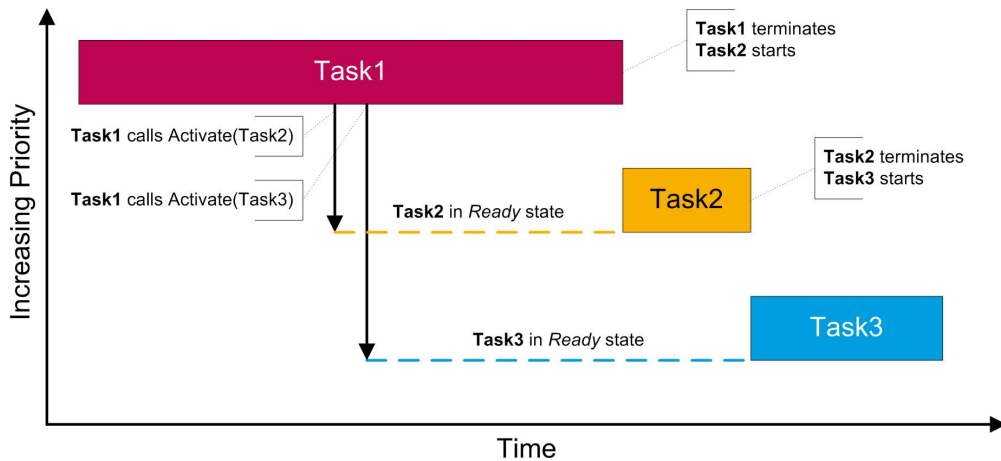 Task1 terminates
Task2 starts
Task1
Task1 calls Activate(Task2)
Task2 terminates
Task3 starts
Task1 calls Activate(Task3)
Task2
Task2 in Ready state
Task3
Task3 in Ready state
Increasing Priority
Time